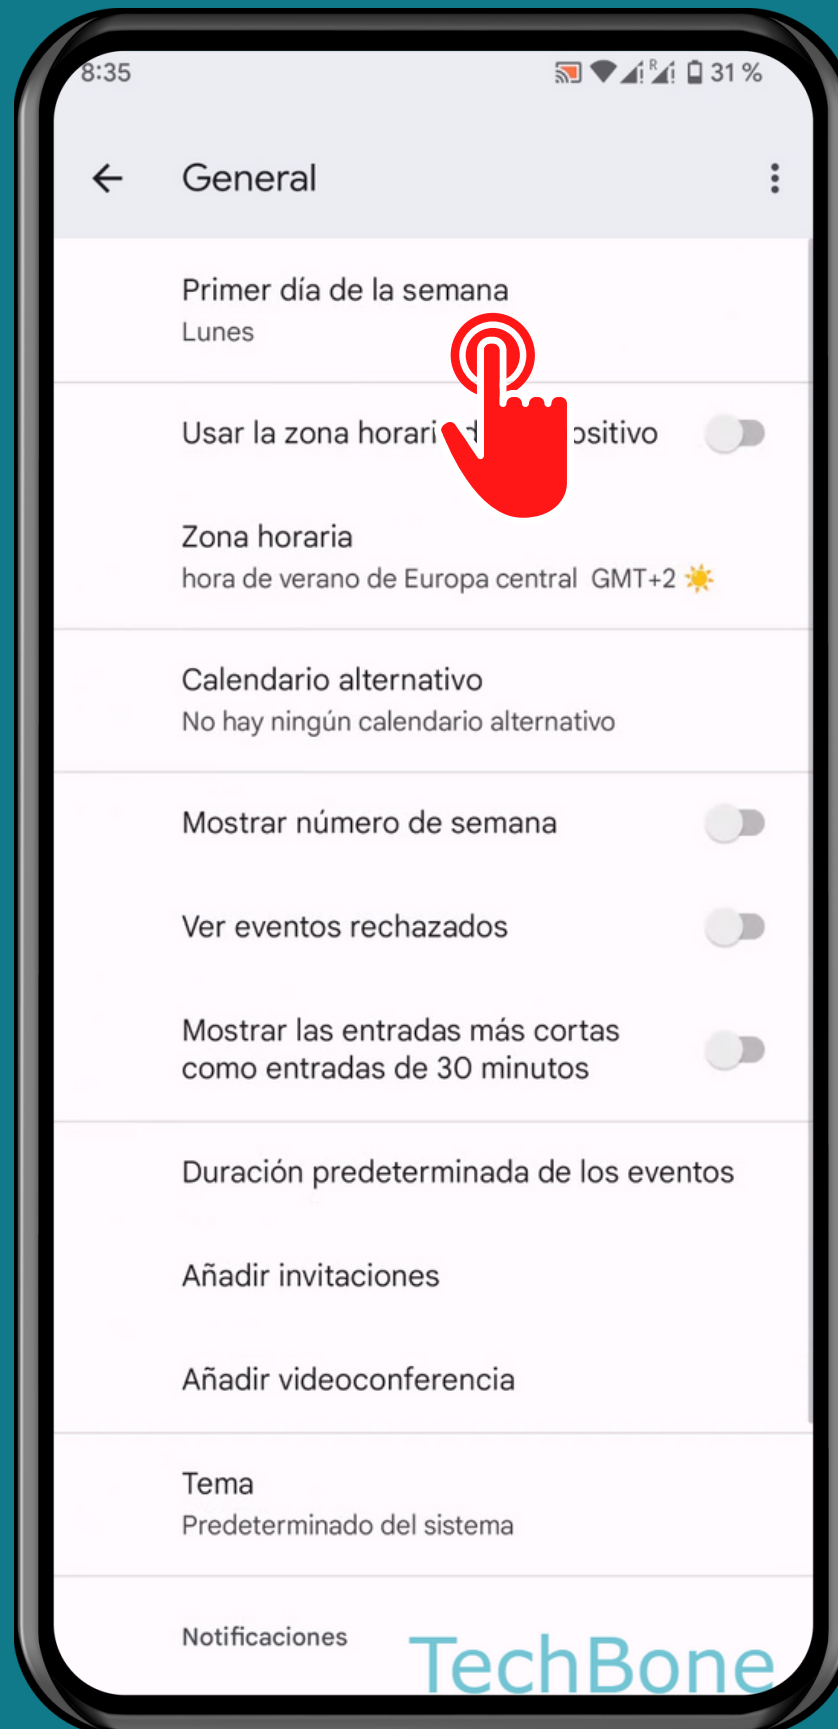 8:35
R
31 %
General
Primer día de la semana
Lunes
Usar la zona horari d ositivo
Zona horaria
hora de verano de Europa central GMT+2
Calendario alternativo
No hay ningún calendario alternativo
Mostrar número de semana
Ver eventos rechazados
Mostrar las entradas más cortas
como entradas de 30 minutos
Duración predeterminada de los eventos
Añadir invitaciones
Añadir videoconferencia
Tema
Predeterminado del sistema
Notificaciones
TechBone